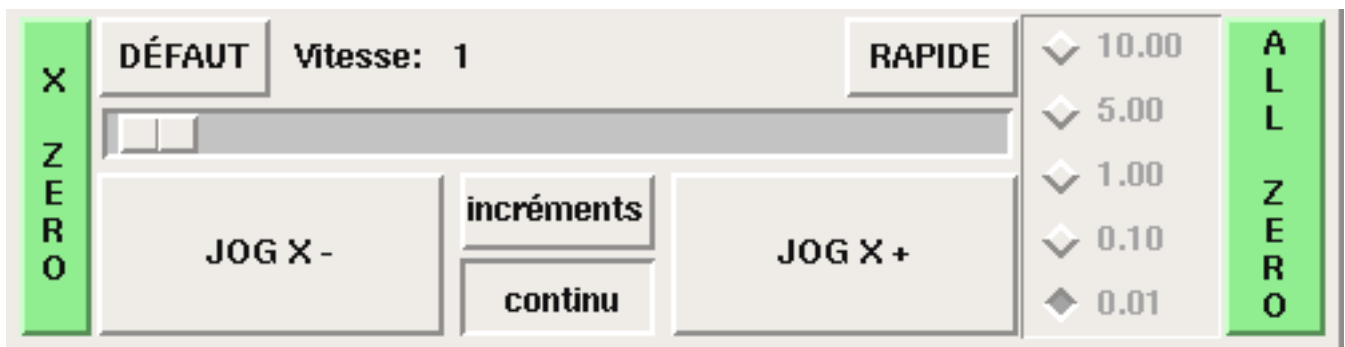 X ZERO
DÉFAUT Vitesse: 1 RAPIDE
JOG X -
incréments
continu
JOG X +
10.00
5.00
1.00
0.10
0.01
ALL ZERO